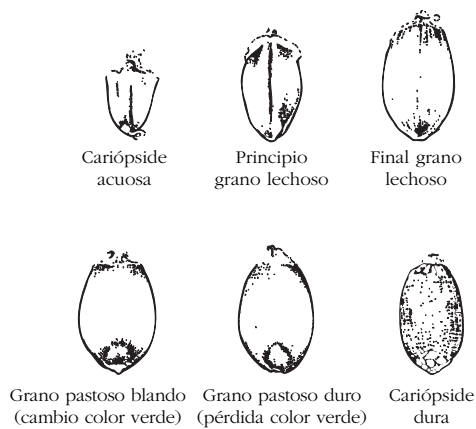 Cariópside
acuosa
Principio
grano lechoso
Final grano
lechoso
Grano pastoso blando
(cambio color verde)
Grano pastoso duro
(pérdida color verde)
Cariópside
dura